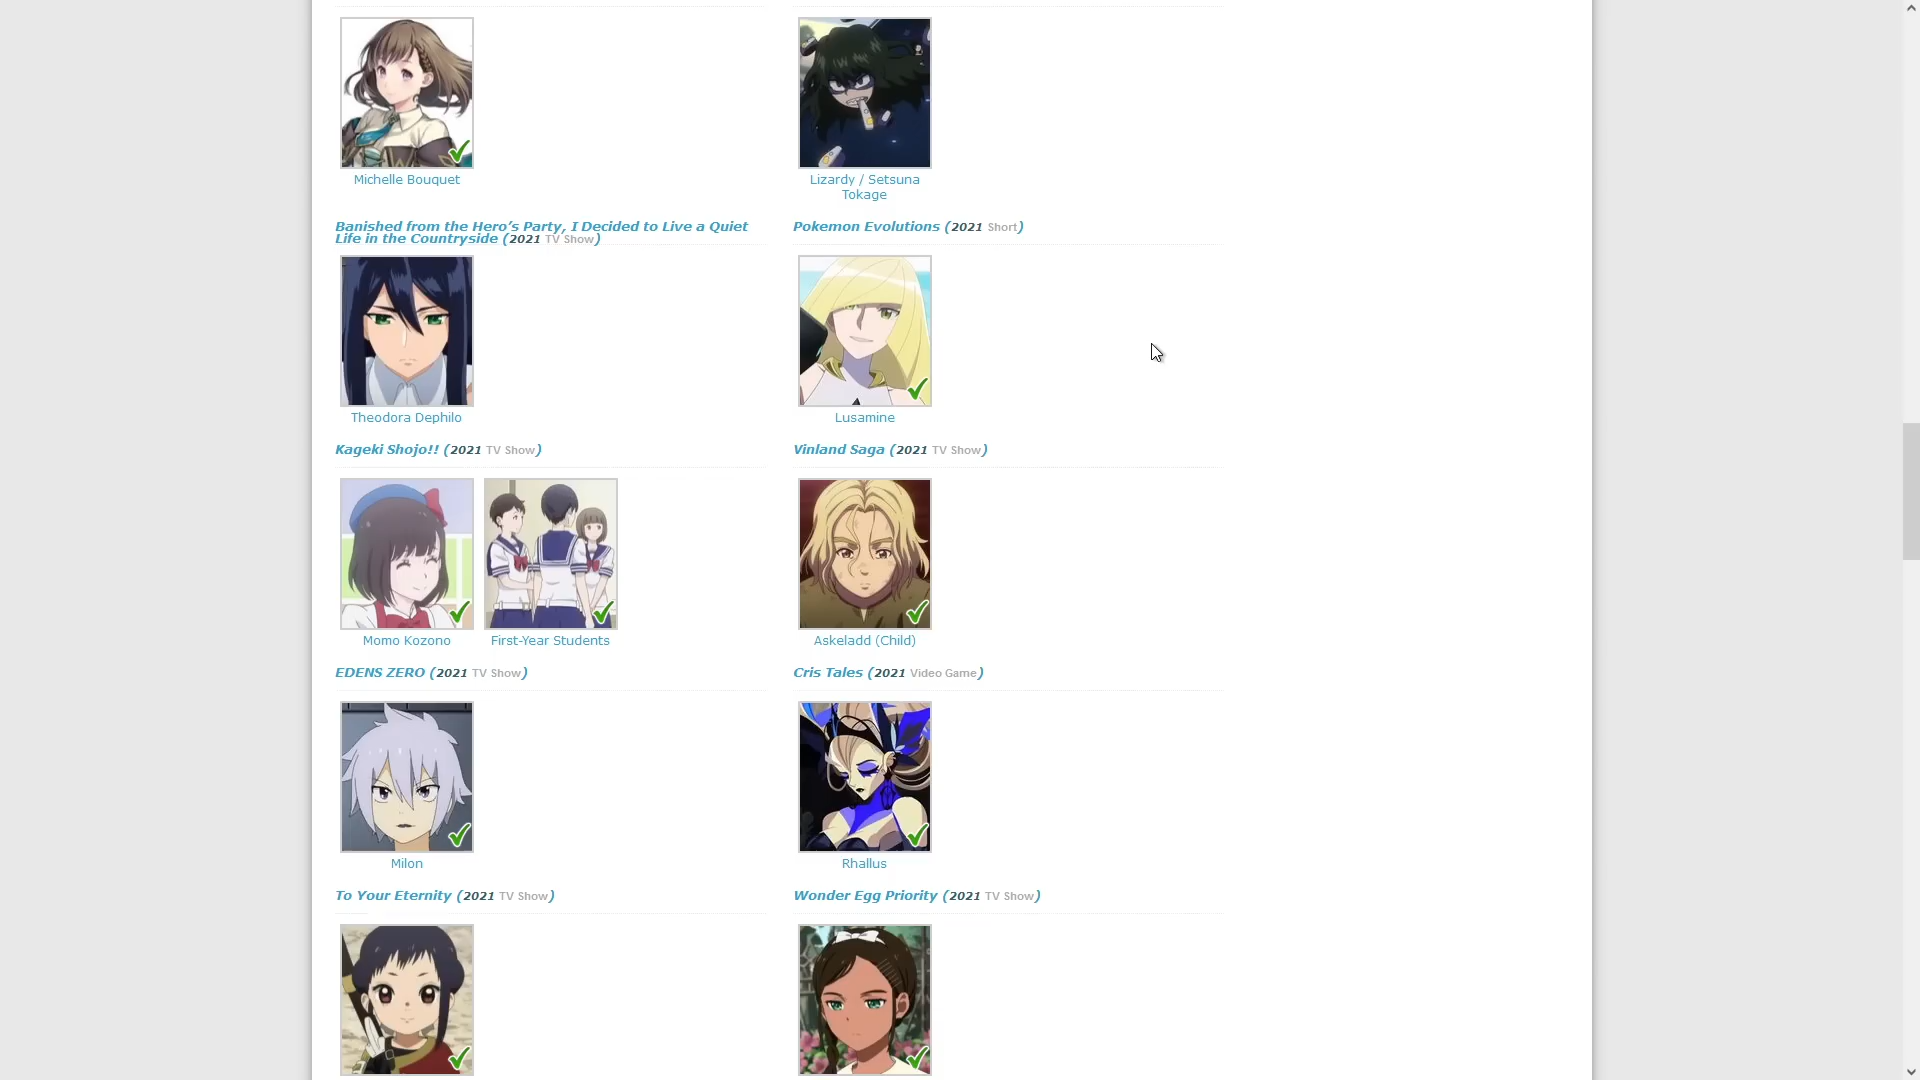 Michelle Bouquet
Lizardy / Setsuna
Tokage
Banished from the Hero’s Party, I Decided to Live a Quiet
Life in the Countryside (2021 TV Show)
Pokemon Evolutions (2021 Short)
Theodora Dephilo
Lusamine
Kageki Shojo!! (2021 TV Show)
Vinland Saga (2021 TV Show)
Momo Kozono
First-Year Students
Askeladd (Child)
EDENS ZERO (2021 TV Show)
Cris Tales (2021 Video Game)
Milon
Rhallus
To Your Eternity (2021 TV Show)
Wonder Egg Priority (2021 TV Show)